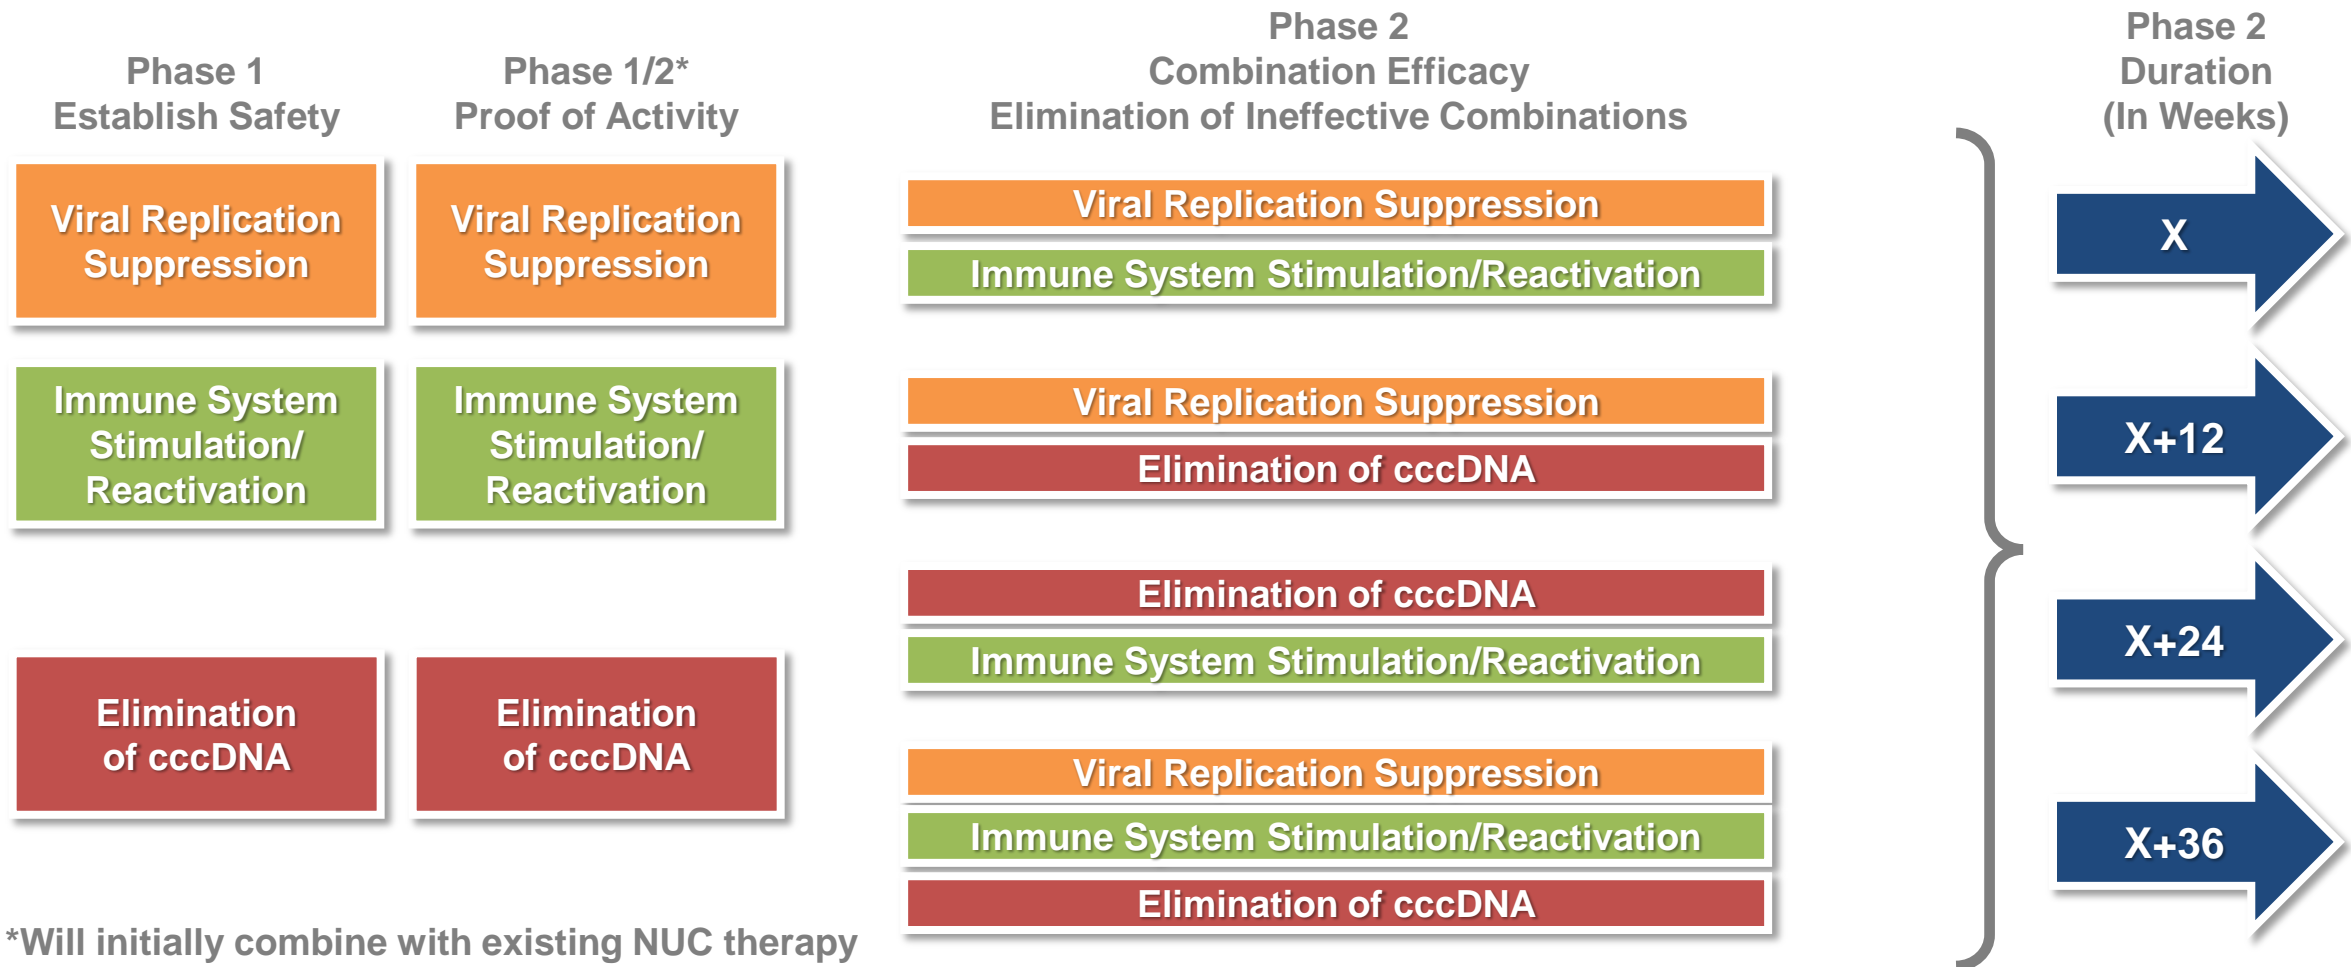 Phase 1
Establish Safety
Phase 1/2*
Proof of Activity
Phase 2
Combination Efficacy
Elimination of Ineffective Combinations
Phase 2
Duration
(In Weeks)
Viral Replication
Suppression
Immune System
Stimulation/
Reactivation
Elimination
of cccDNA
Viral Replication
Suppression
Immune System
Stimulation/
Reactivation
Elimination
of cccDNA
Viral Replication Suppression
Immune System Stimulation/Reactivation
Viral Replication Suppression
Elimination of cccDNA
Elimination of cccDNA
Immune System Stimulation/Reactivation
Viral Replication Suppression
Immune System Stimulation/Reactivation
Elimination of cccDNA
X
X+12
X+24
X+36
*Will initially combine with existing NUC therapy